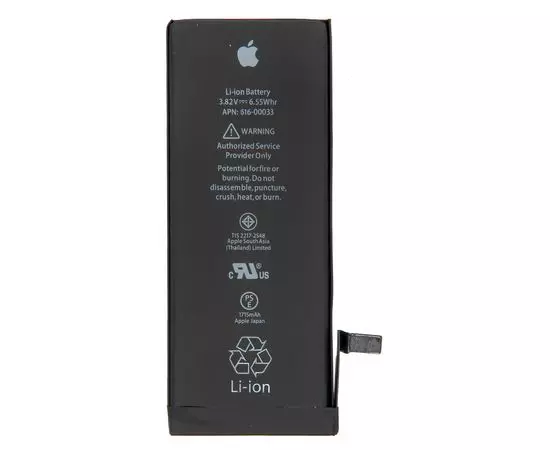 Li-ion Battery
3.82V⎓ 6.55Whr
APN: 616-00033
WARNING
Authorized Service
Provider Only
Potential for fire or
burning. Do not
disassemble, puncture,
crush, heat, or burn.
TIS 2217-2548
Apple South Asia
(Thailand) Limited
c RU® US
PS
E
1715mAh
Apple Japan
Li-ion